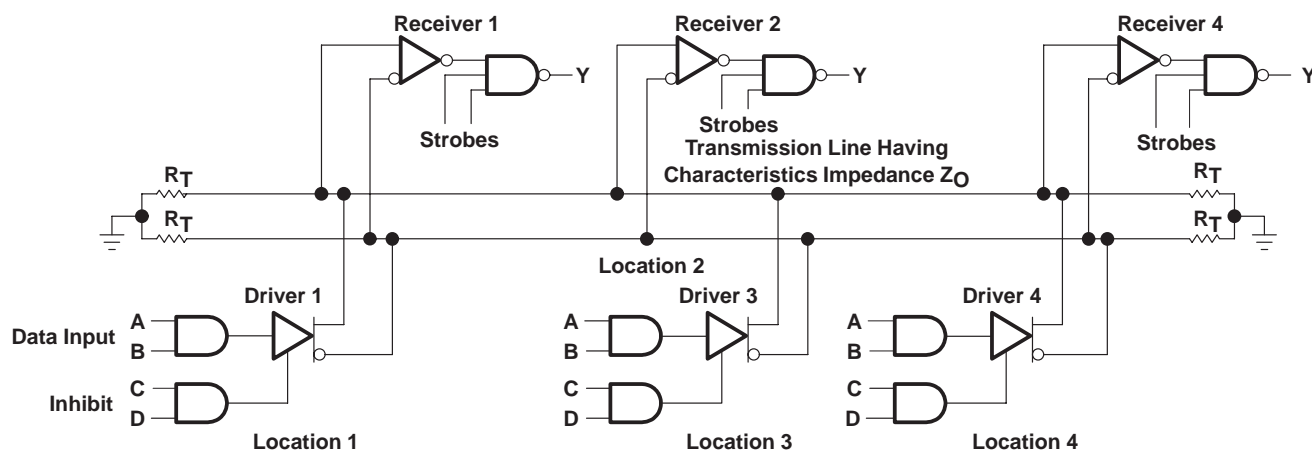 Receiver 1
Receiver 2
Receiver 4
Y
Y
Y
Strobes
Strobes
Strobes
Transmission Line Having
Characteristics Impedance ZO
RT
RT
RT
RT
Location 2
Driver 1
Driver 3
Driver 4
Data Input
A
B
A
B
A
B
Inhibit
C
D
C
D
C
D
Location 1
Location 3
Location 4